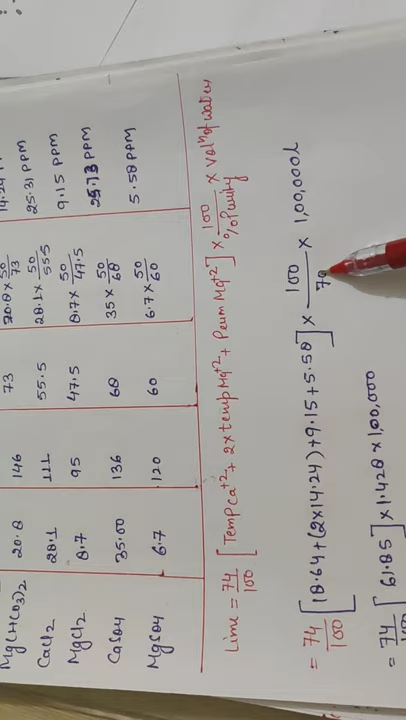 Mg(HCO3)2 20.8 146 73 20.8 × 50/73 14.24
CaCl2 28.1 111 55.5 28.1 × 50/55.5 25.31 PPM
MgCl2 8.7 95 47.5 8.7 × 50/47.5 9.15 PPM
CaSO4 35.00 136 68 35 × 50/68 25.73 PPM
MgSO4 6.7 120 60 6.7 × 50/60 5.58 PPM
Lime = 74/100 [Temp Ca+2 + 2 x temp Mg+2 + Perm Mg+2] × 100/% of purity × Vol^n of water
= 74/100 [18.64 + (2×14.24) + 9.15 + 5.58] × 100/70 × 1,00,000 L
= 74/100 [61.85] × 1.428 × 1,00,000